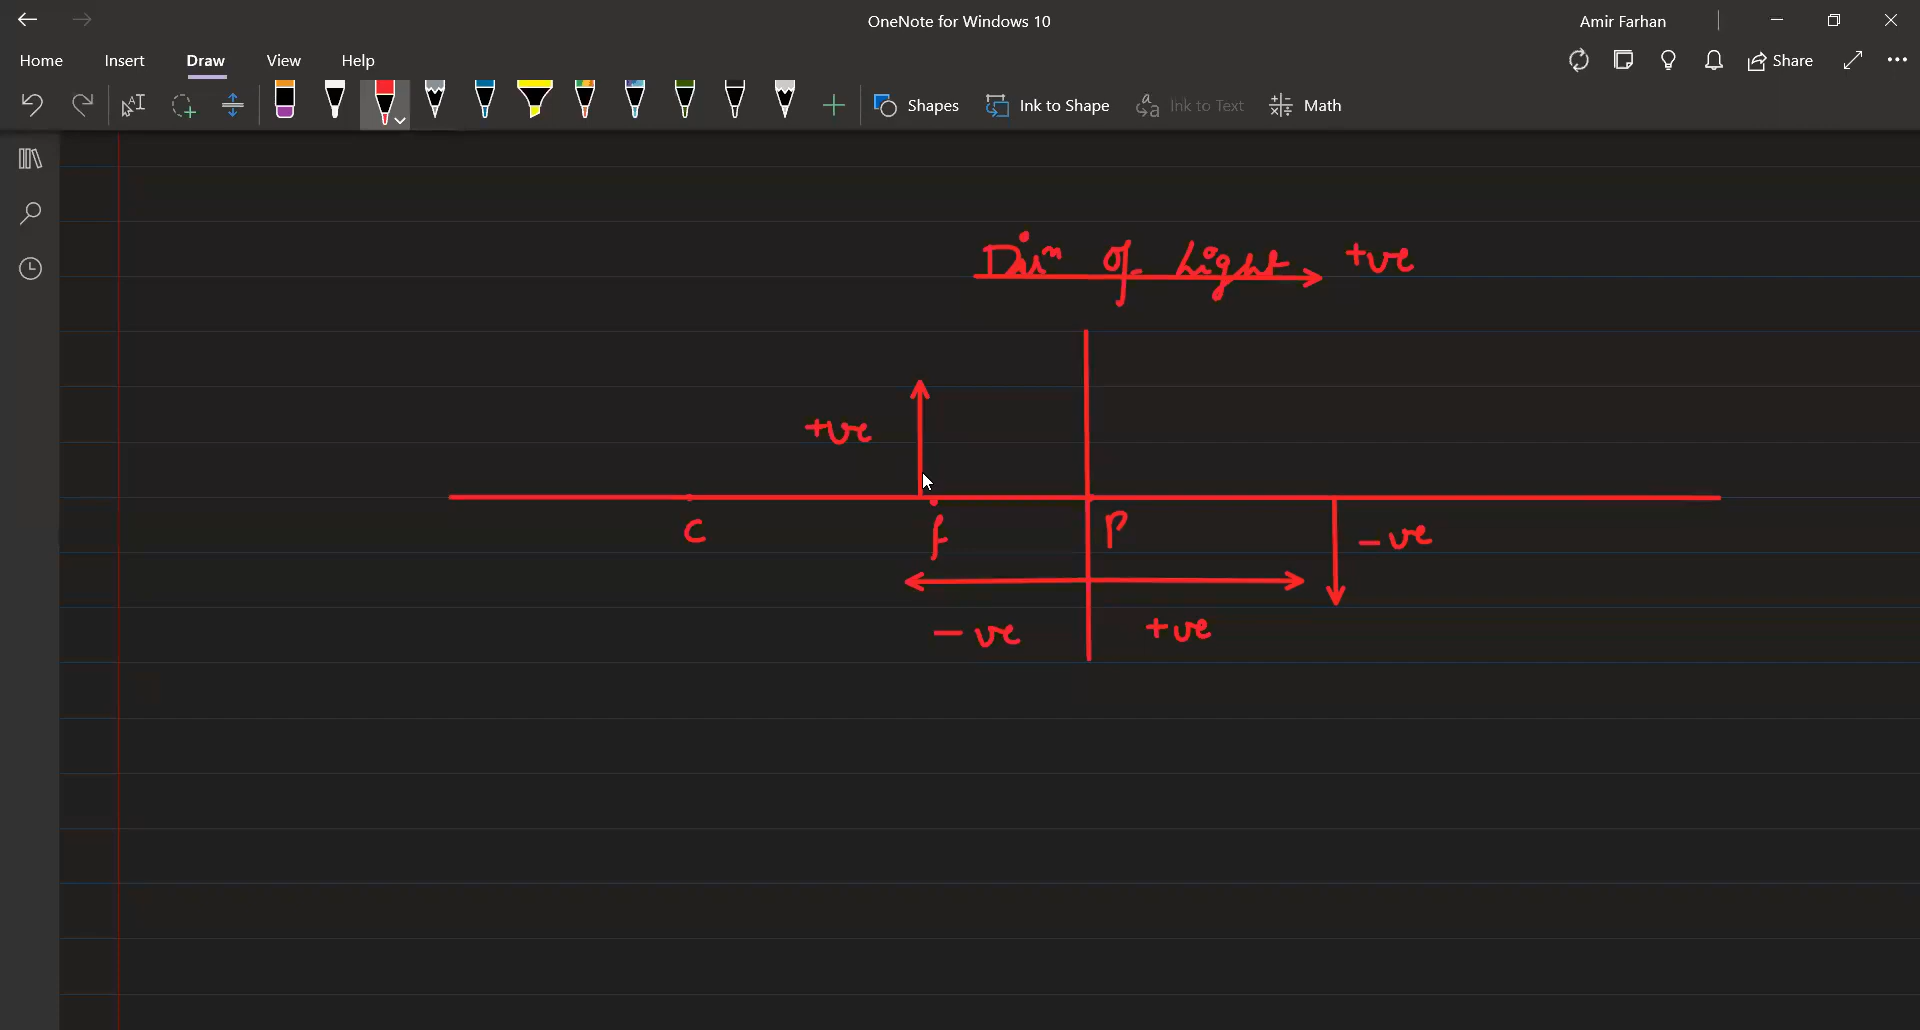 OneNote for Windows 10
Amir Farhan
Home Insert Draw View Help
Share
Shapes Ink to Shape Ink to Text Math
Dirⁿ of Light +ve
+ve
C f P -ve
-ve +ve